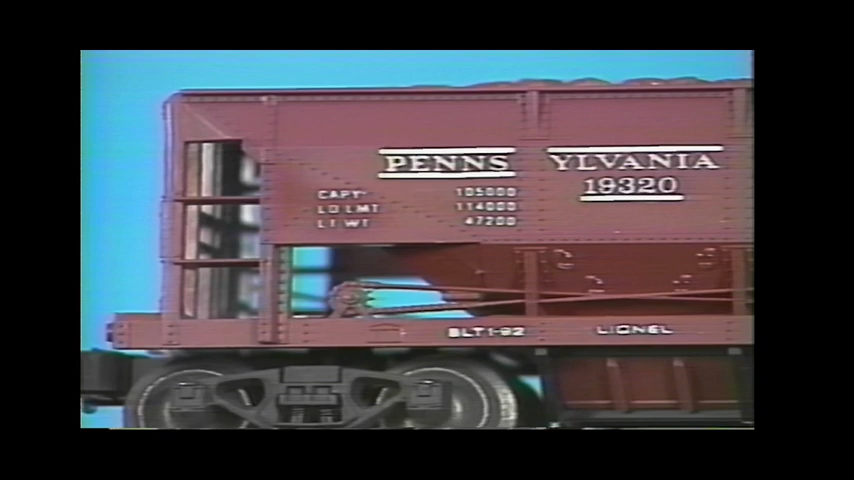 PENNS YLVANIA
19320
CAPY 105000
LD LMT 114000
LT WT 47200
BLT 1-92 LIONEL